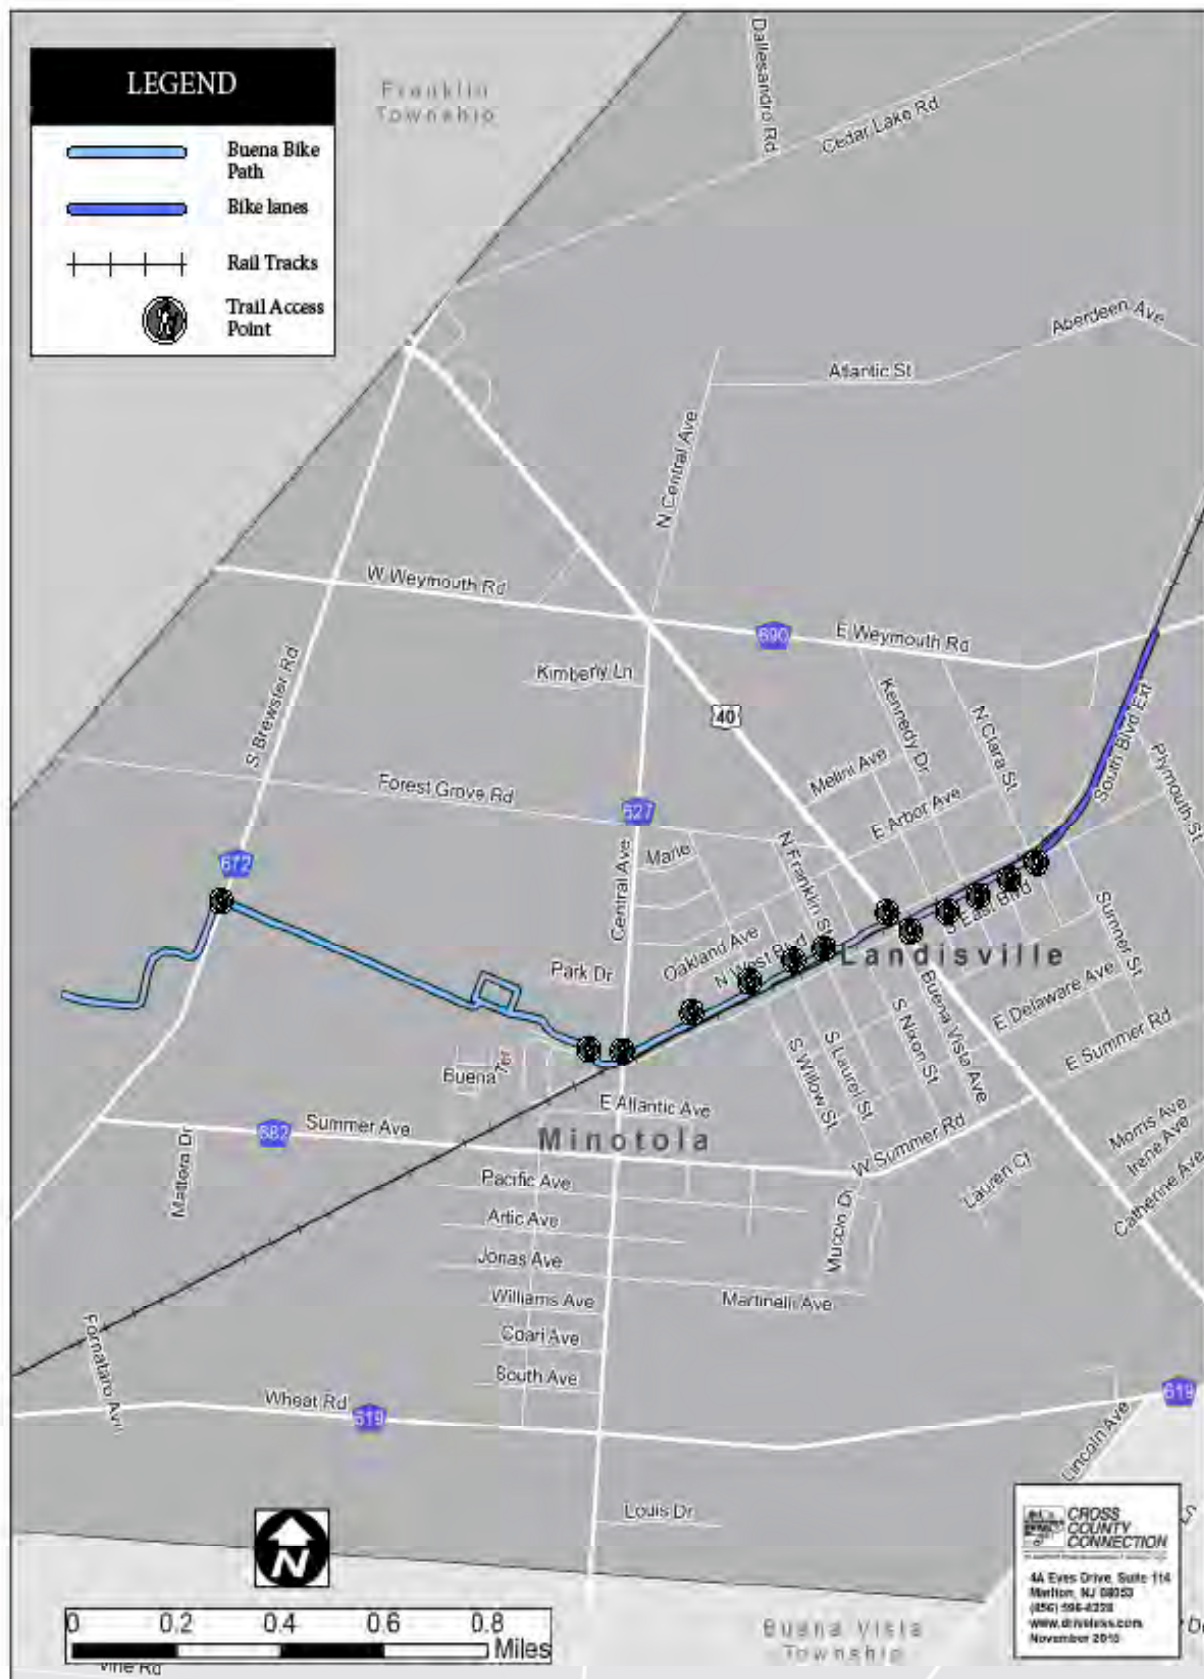 LEGEND
Buena Bike
Path
Bike lanes
Rail Tracks
Trail Access
Point
Franklin
Township
Dallesandro Rd
Cedar Lake Rd
Aberdeen Ave
Atlantic St
N Central Ave
W Weymouth Rd
690
E Weymouth Rd
Kimberly Ln
S Brewster Rd
40
Kennedy Dr
N Clara St
South Blvd Ext
Plymouth St
Melini Ave
Forest Grove Rd
627
E Arbor Ave
Marie
N Franklin St
672
Central Ave
Oakland Ave
N West Blvd
S East Blvd
Sumner St
Landisville
Park Dr
Buena Vista Ave
E Delaware Ave
S Nixon St
S Laurel St
S Willow St
E Summer Rd
Buena Ter
E Atlantic Ave
682
Summer Ave
Minotola
W Summer Rd
Morris Ave
Irene Ave
Catherine Ave
Lauren Ct
Mattera Dr
Pacific Ave
Artic Ave
Muccio Dr
Jonas Ave
Martinelli Ave
Williams Ave
Coari Ave
South Ave
Fornataro Ave
Wheat Rd
619
619
Lincoln Ave
Louis Dr
N
0 0.2 0.4 0.6 0.8
Miles
Vine Rd
Buena Vista
Township
Ln
CROSS
COUNTY
CONNECTION
4A Eves Drive, Suite 114
Marlton, NJ 08053
(856) 596-8228
www.driveless.com